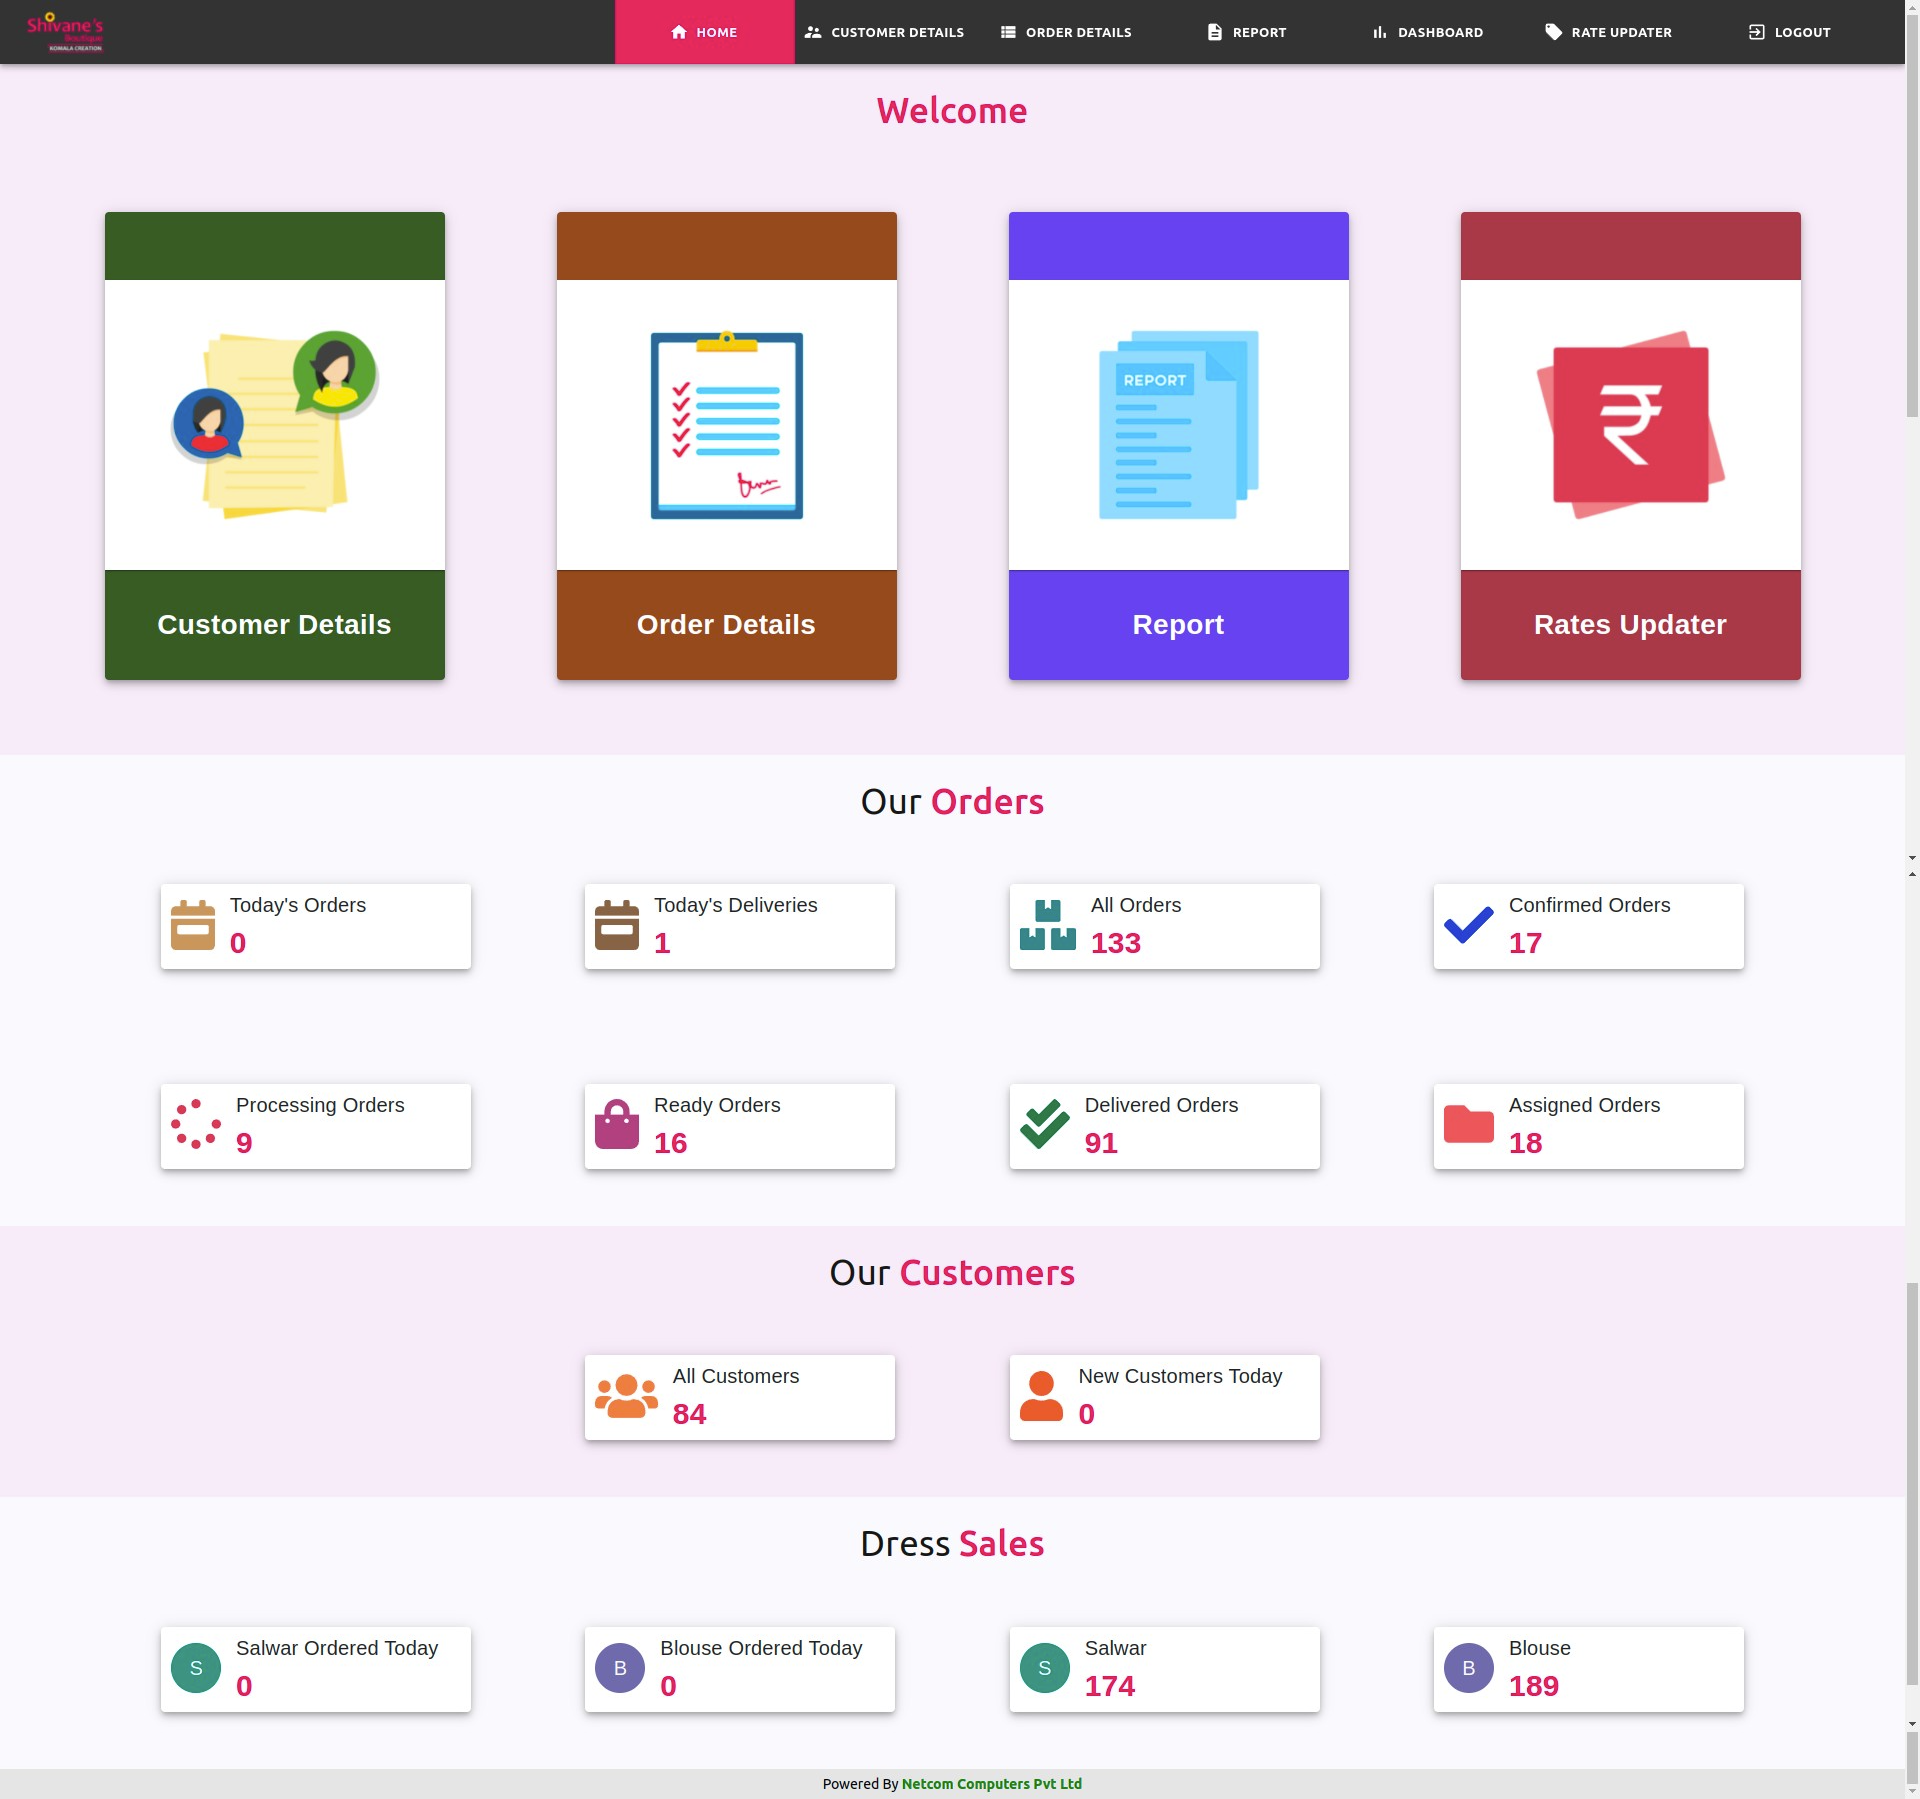 Shivane's
Boutique
KOMALA CREATION
HOME
CUSTOMER DETAILS
ORDER DETAILS
REPORT
DASHBOARD
RATE UPDATER
LOGOUT
Welcome
REPORT
₹
Customer Details
Order Details
Report
Rates Updater
Our Orders
Today's Orders
0
Today's Deliveries
1
All Orders
133
Confirmed Orders
17
Processing Orders
9
Ready Orders
16
Delivered Orders
91
Assigned Orders
18
Our Customers
All Customers
84
New Customers Today
0
Dress Sales
S
Salwar Ordered Today
0
B
Blouse Ordered Today
0
S
Salwar
174
B
Blouse
189
Powered By Netcom Computers Pvt Ltd